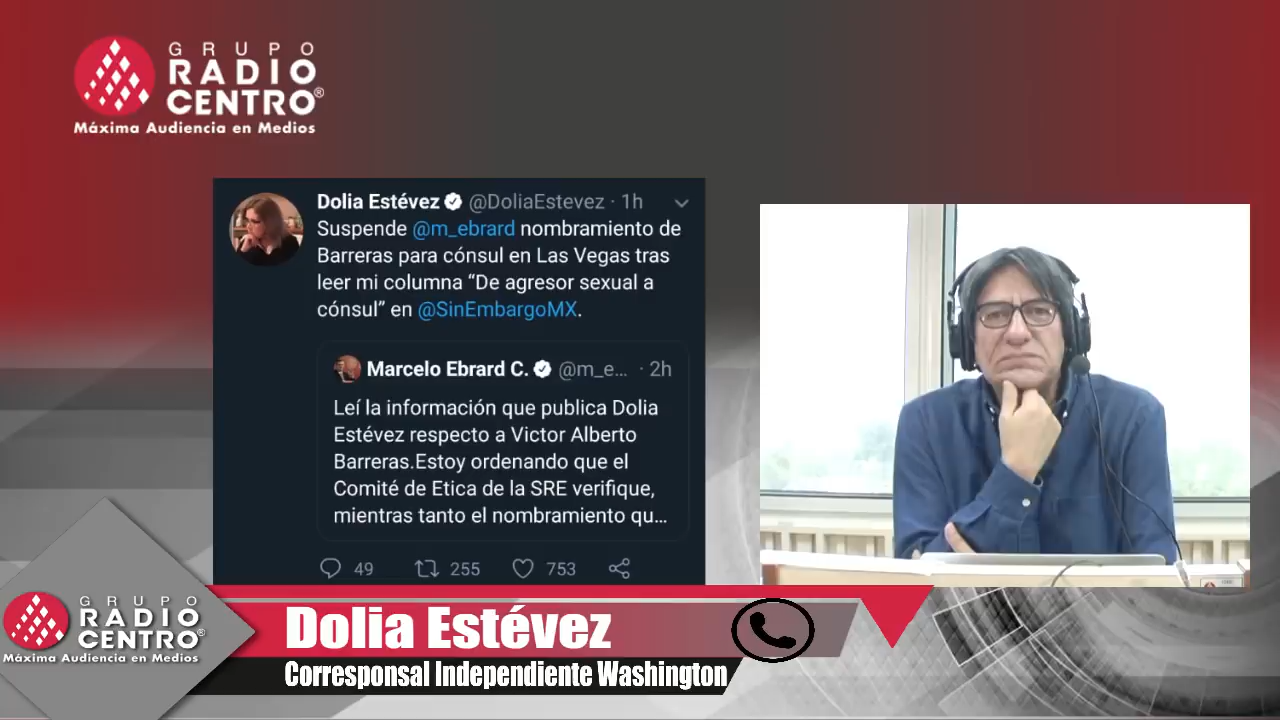 GRUPO
RADIO
CENTRO®
Máxima Audiencia en Medios
Dolia Estévez @DoliaEstevez · 1h
Suspende @m_ebrard nombramiento de
Barreras para cónsul en Las Vegas tras
leer mi columna “De agresor sexual a
cónsul” en @SinEmbargoMX.
Marcelo Ebrard C. @m_e... · 2h
Leí la información que publica Dolia
Estévez respecto a Victor Alberto
Barreras.Estoy ordenando que el
Comité de Etica de la SRE verifique,
mientras tanto el nombramiento qu...
49 255 753
GRUPO
RADIO
CENTRO®
Máxima Audiencia en Medios
Dolia Estévez
Corresponsal Independiente Washington